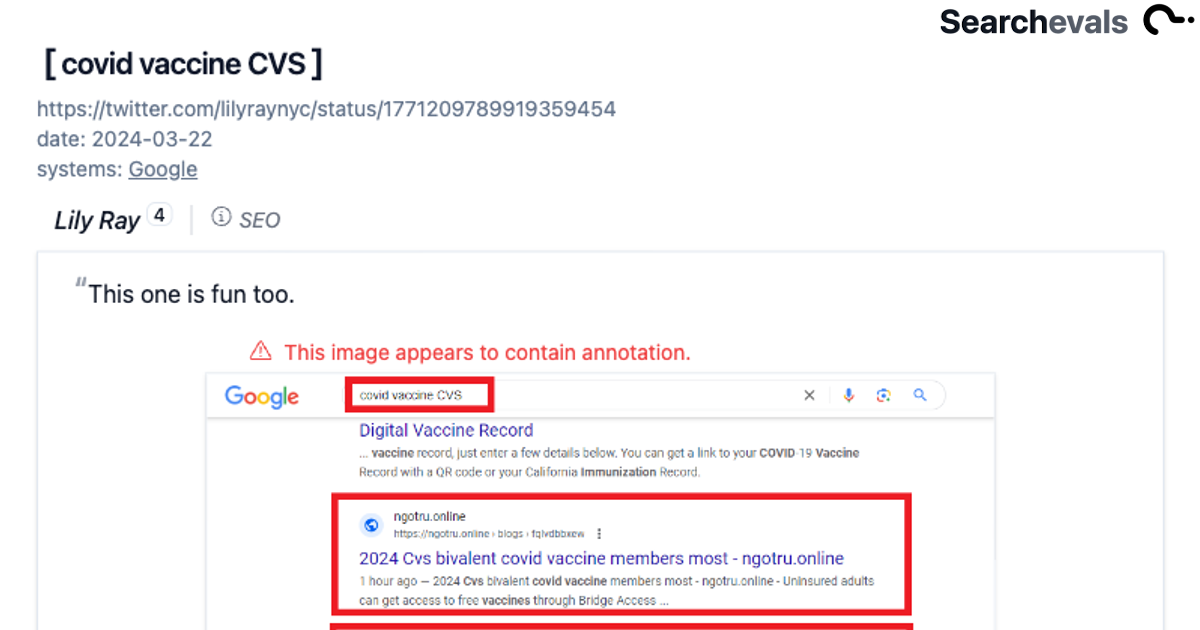 Searchevals
[ covid vaccine CVS ]
https://twitter.com/lilyraynyc/status/1771209789919359454
date: 2024-03-22
systems: Google
Lily Ray 4 SEO
"This one is fun too.
This image appears to contain annotation.
Google covid vaccine CVS
Digital Vaccine Record
... vaccine record, just enter a few details below. You can get a link to your COVID-19 Vaccine
Record with a QR code or your California Immunization Record.
ngotru.online
https://ngotru.online › blogs › fqlvdbbxew
2024 Cvs bivalent covid vaccine members most - ngotru.online
1 hour ago — 2024 Cvs bivalent covid vaccine members most - ngotru.online - Uninsured adults
can get access to free vaccines through Bridge Access ...